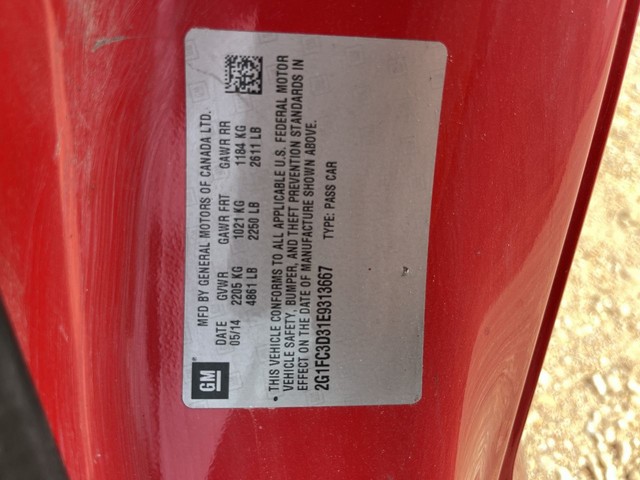 MFD BY GENERAL MOTORS OF CANADA LTD.
DATE GVWR GAWR FRT GAWR RR
05/14 2205 KG 1021 KG 1184 KG
4861 LB 2250 LB 2611 LB
GM
• THIS VEHICLE CONFORMS TO ALL APPLICABLE U.S. FEDERAL MOTOR
VEHICLE SAFETY, BUMPER, AND THEFT PREVENTION STANDARDS IN
EFFECT ON THE DATE OF MANUFACTURE SHOWN ABOVE.
2G1FC3D31E9313667 TYPE: PASS CAR